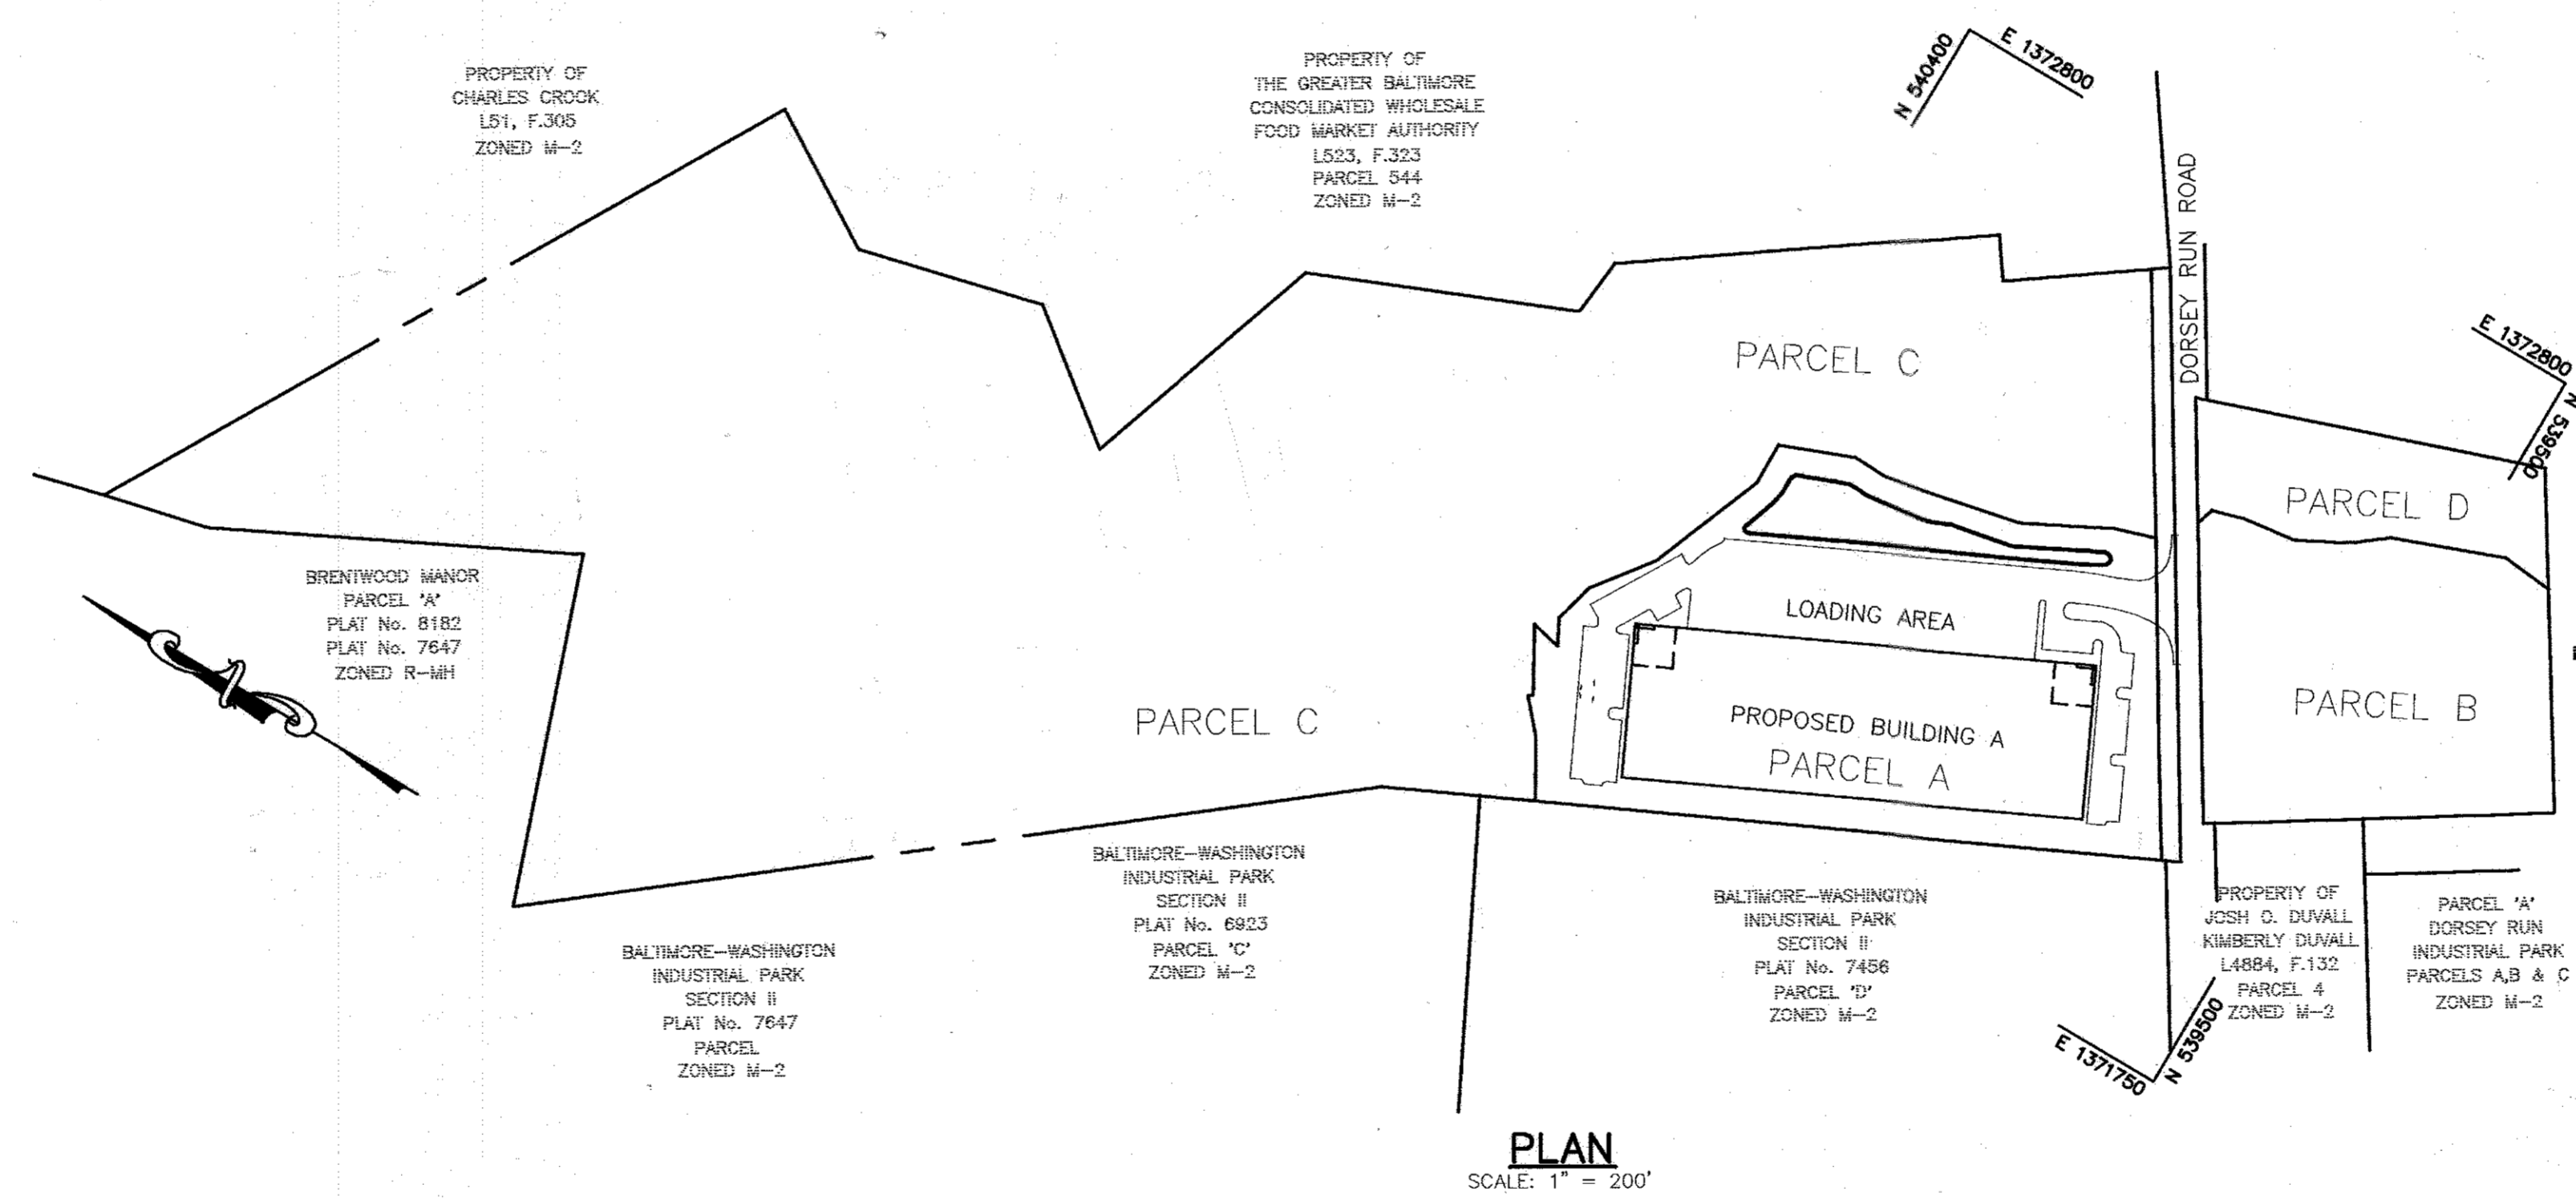 PROPERTY OF
CHARLES CROOK
L51, F.305
ZONED M-2
PROPERTY OF
THE GREATER BALTIMORE
CONSOLIDATED WHOLESALE
FOOD MARKET AUTHORITY
L523, F.323
PARCEL 544
ZONED M-2
N 540400
E 1372800
DORSEY RUN ROAD
E 1372800
N 539500
PARCEL C
PARCEL D
BRENTWOOD MANOR
PARCEL 'A'
PLAT No. 8182
PLAT No. 7647
ZONED R-MH
LOADING AREA
PROPOSED BUILDING A
PARCEL A
PARCEL B
PARCEL C
BALTIMORE-WASHINGTON
INDUSTRIAL PARK
SECTION II
PLAT No. 7647
PARCEL
ZONED M-2
BALTIMORE-WASHINGTON
INDUSTRIAL PARK
SECTION II
PLAT No. 6923
PARCEL 'C'
ZONED M-2
BALTIMORE-WASHINGTON
INDUSTRIAL PARK
SECTION II
PLAT No. 7456
PARCEL 'D'
ZONED M-2
PROPERTY OF
JOSH O. DUVALL
KIMBERLY DUVALL
L4884, F.132
PARCEL 4
ZONED M-2
PARCEL 'A'
DORSEY RUN
INDUSTRIAL PARK
PARCELS A,B & C
ZONED M-2
E 1371750
N 539500
PLAN
SCALE: 1" = 200'